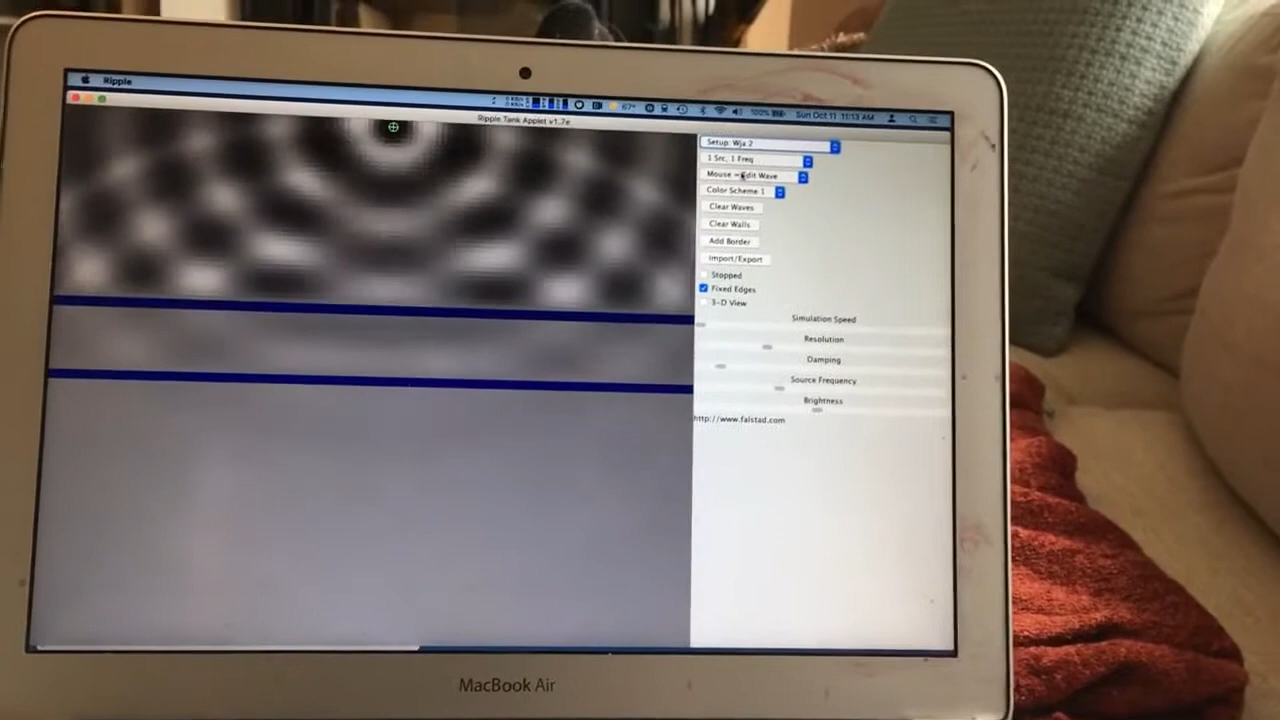 Ripple
67° 100% Sun Oct 11 11:13 AM
Ripple Tank Applet v1.7e
Setup: Wja 2
1 Src, 1 Freq
Mouse = Edit Wave
Color Scheme 1
Clear Waves
Clear Walls
Add Border
Import/Export
Stopped
Fixed Edges
3-D View
Simulation Speed
Resolution
Damping
Source Frequency
Brightness
http://www.falstad.com
MacBook Air